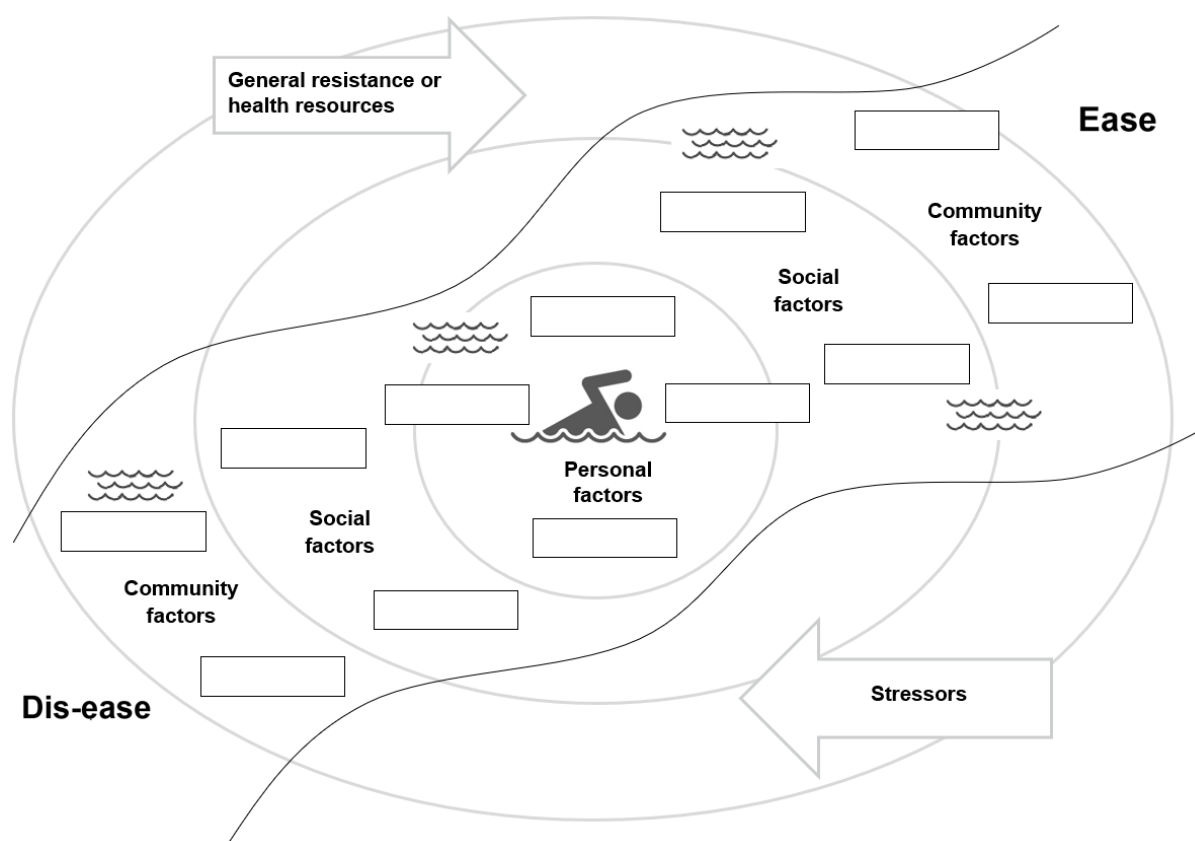 General resistance or
health resources
Ease
Community
factors
Social
factors
Personal
factors
Social
factors
Community
factors
Stressors
Dis-ease